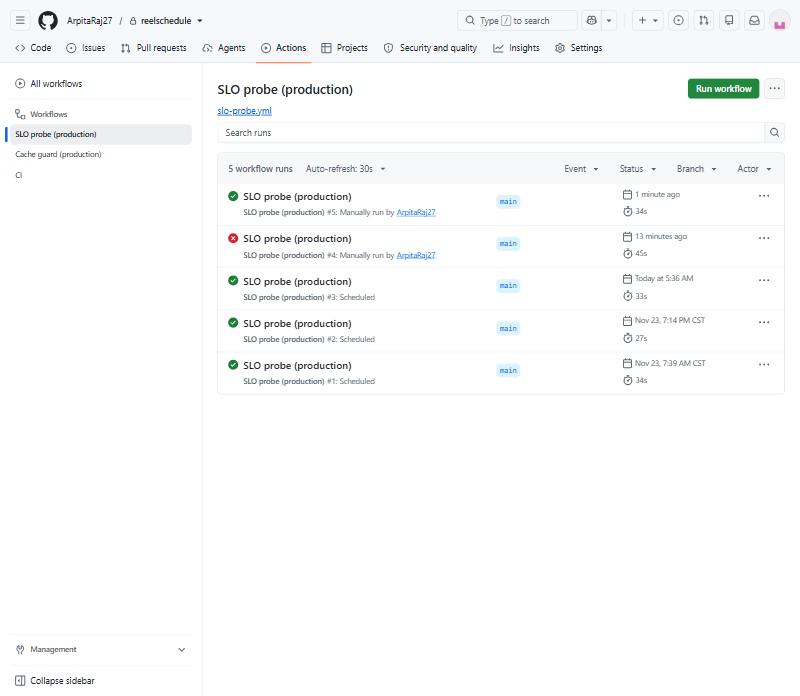 ArpitaRaj27 / reelschedule
Type / to search
Code Issues Pull requests Agents Actions Projects Security and quality Insights Settings
All workflows
Workflows
SLO probe (production)
Cache guard (production)
CI
SLO probe (production)
Run workflow
slo-probe.yml
Search runs
5 workflow runs Auto-refresh: 30s Event Status Branch Actor
SLO probe (production) main 1 minute ago
SLO probe (production) #5: Manually run by ArpitaRaj27 34s
SLO probe (production) main 13 minutes ago
SLO probe (production) #4: Manually run by ArpitaRaj27 45s
SLO probe (production) main Today at 5:36 AM
SLO probe (production) #3: Scheduled 33s
SLO probe (production) main Nov 23, 7:14 PM CST
SLO probe (production) #2: Scheduled 27s
SLO probe (production) main Nov 23, 7:39 AM CST
SLO probe (production) #1: Scheduled 34s
Management
Collapse sidebar